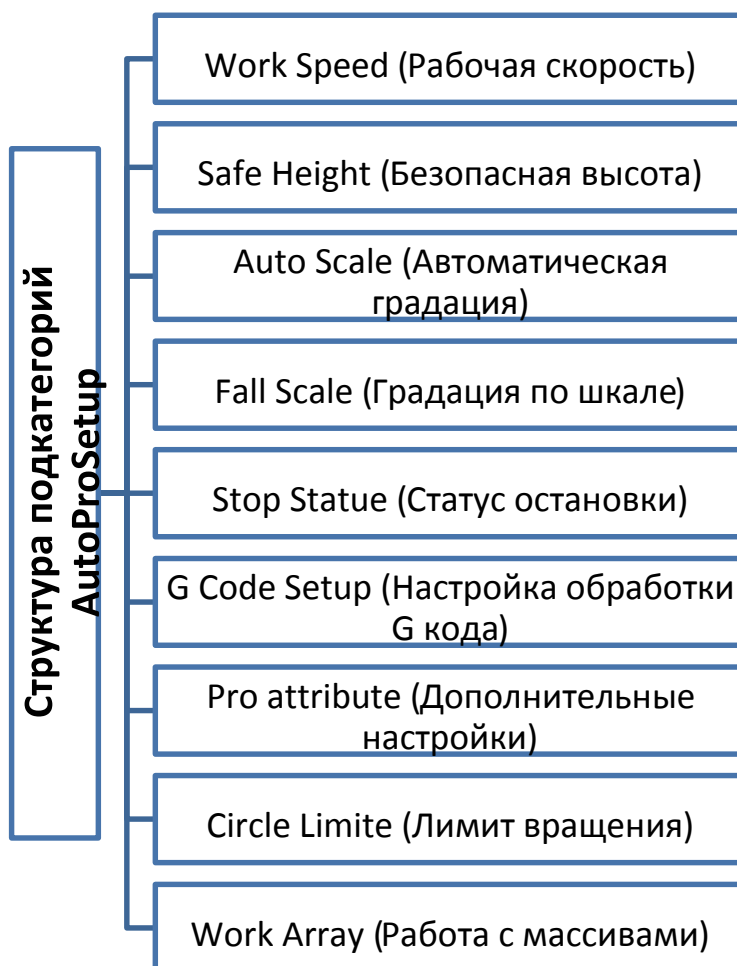 Структура подкатегорий
AutoProSetup
Work Speed (Рабочая скорость)
Safe Height (Безопасная высота)
Auto Scale (Автоматическая
градация)
Fall Scale (Градация по шкале)
Stop Statue (Статус остановки)
G Code Setup (Настройка обработки
G кода)
Pro attribute (Дополнительные
настройки)
Circle Limite (Лимит вращения)
Work Array (Работа с массивами)